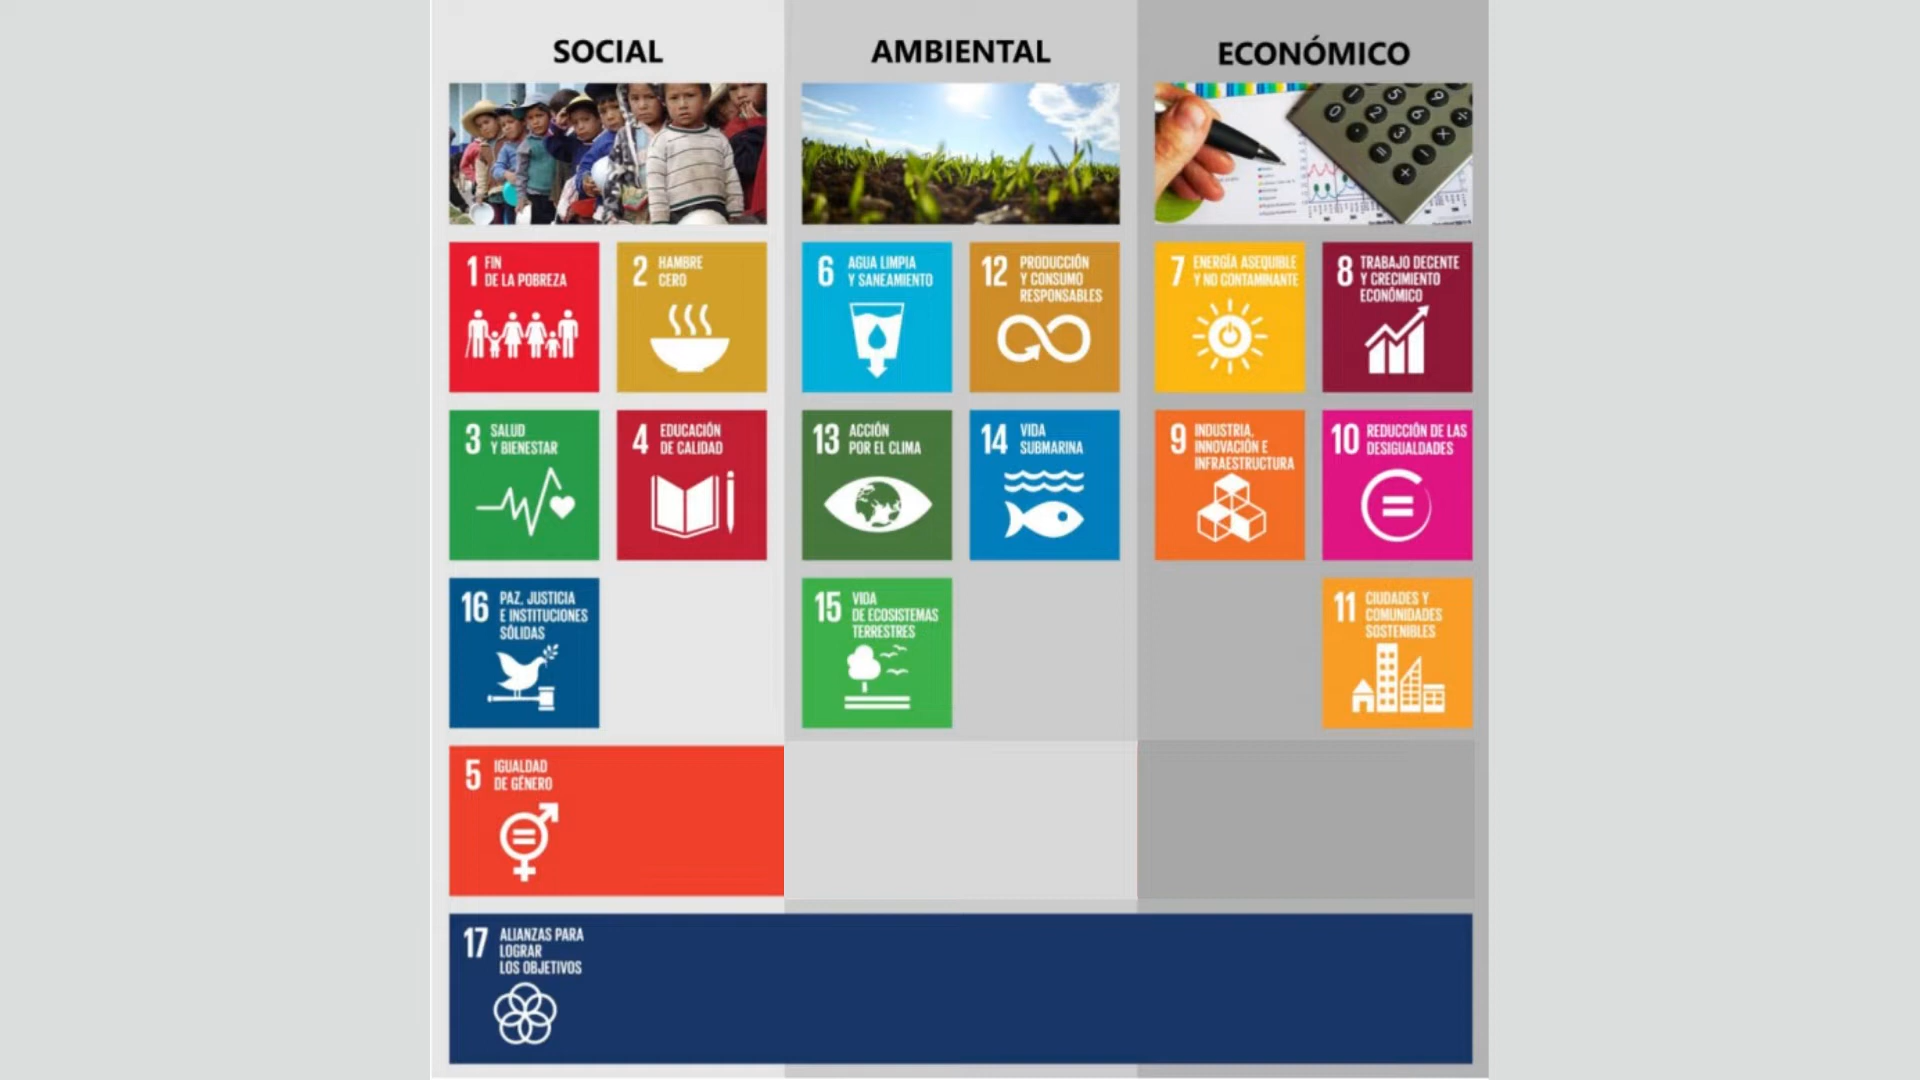 SOCIAL
AMBIENTAL
ECONÓMICO
1 FIN
DE LA POBREZA
2 HAMBRE
CERO
6 AGUA LIMPIA
Y SANEAMIENTO
12 PRODUCCIÓN
Y CONSUMO
RESPONSABLES
7 ENERGÍA ASEQUIBLE
Y NO CONTAMINANTE
8 TRABAJO DECENTE
Y CRECIMIENTO
ECONÓMICO
3 SALUD
Y BIENESTAR
4 EDUCACIÓN
DE CALIDAD
13 ACCIÓN
POR EL CLIMA
14 VIDA
SUBMARINA
9 INDUSTRIA,
INNOVACIÓN E
INFRAESTRUCTURA
10 REDUCCIÓN DE LAS
DESIGUALDADES
16 PAZ, JUSTICIA
E INSTITUCIONES
SÓLIDAS
15 VIDA
DE ECOSISTEMAS
TERRESTRES
11 CIUDADES Y
COMUNIDADES
SOSTENIBLES
5 IGUALDAD
DE GÉNERO
17 ALIANZAS PARA
LOGRAR
LOS OBJETIVOS